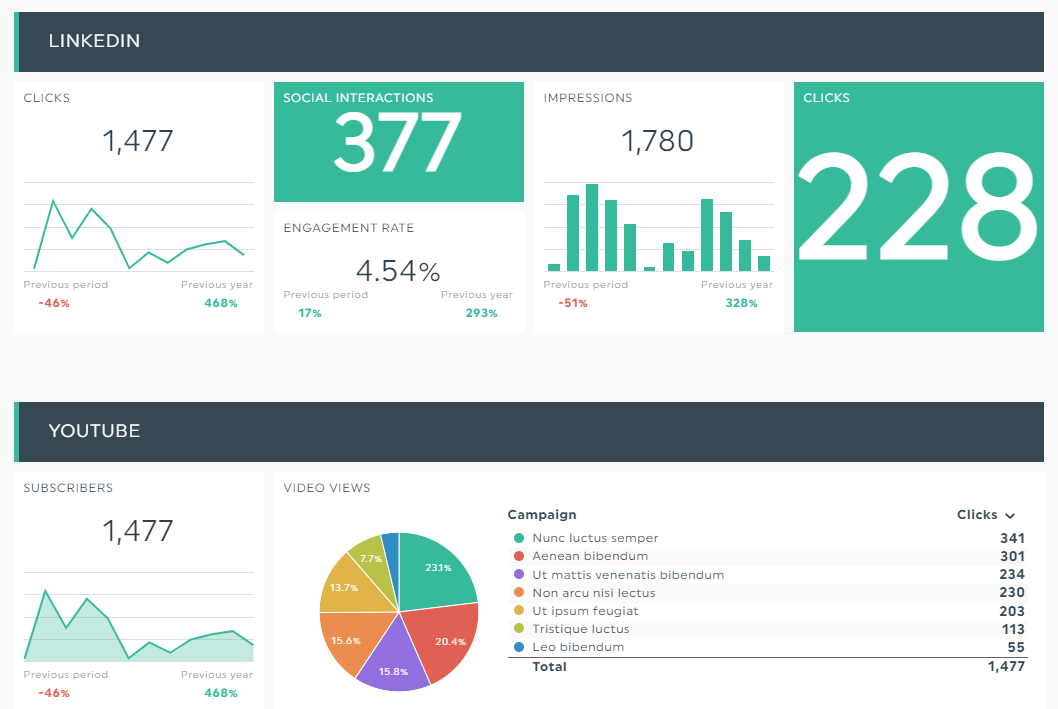 LINKEDIN
CLICKS
1,477
Previous period Previous year
-46% 468%
SOCIAL INTERACTIONS
377
ENGAGEMENT RATE
4.54%
Previous period Previous year
17% 293%
IMPRESSIONS
1,780
Previous period Previous year
-51% 328%
CLICKS
228
YOUTUBE
SUBSCRIBERS
1,477
Previous period Previous year
-46% 468%
VIDEO VIEWS
23.1%
20.4%
15.8%
15.6%
13.7%
7.7%
Campaign Clicks
Nunc luctus semper 341
Aenean bibendum 301
Ut mattis venenatis bibendum 234
Non arcu nisi lectus 230
Ut ipsum feugiat 203
Tristique luctus 113
Leo bibendum 55
Total 1,477